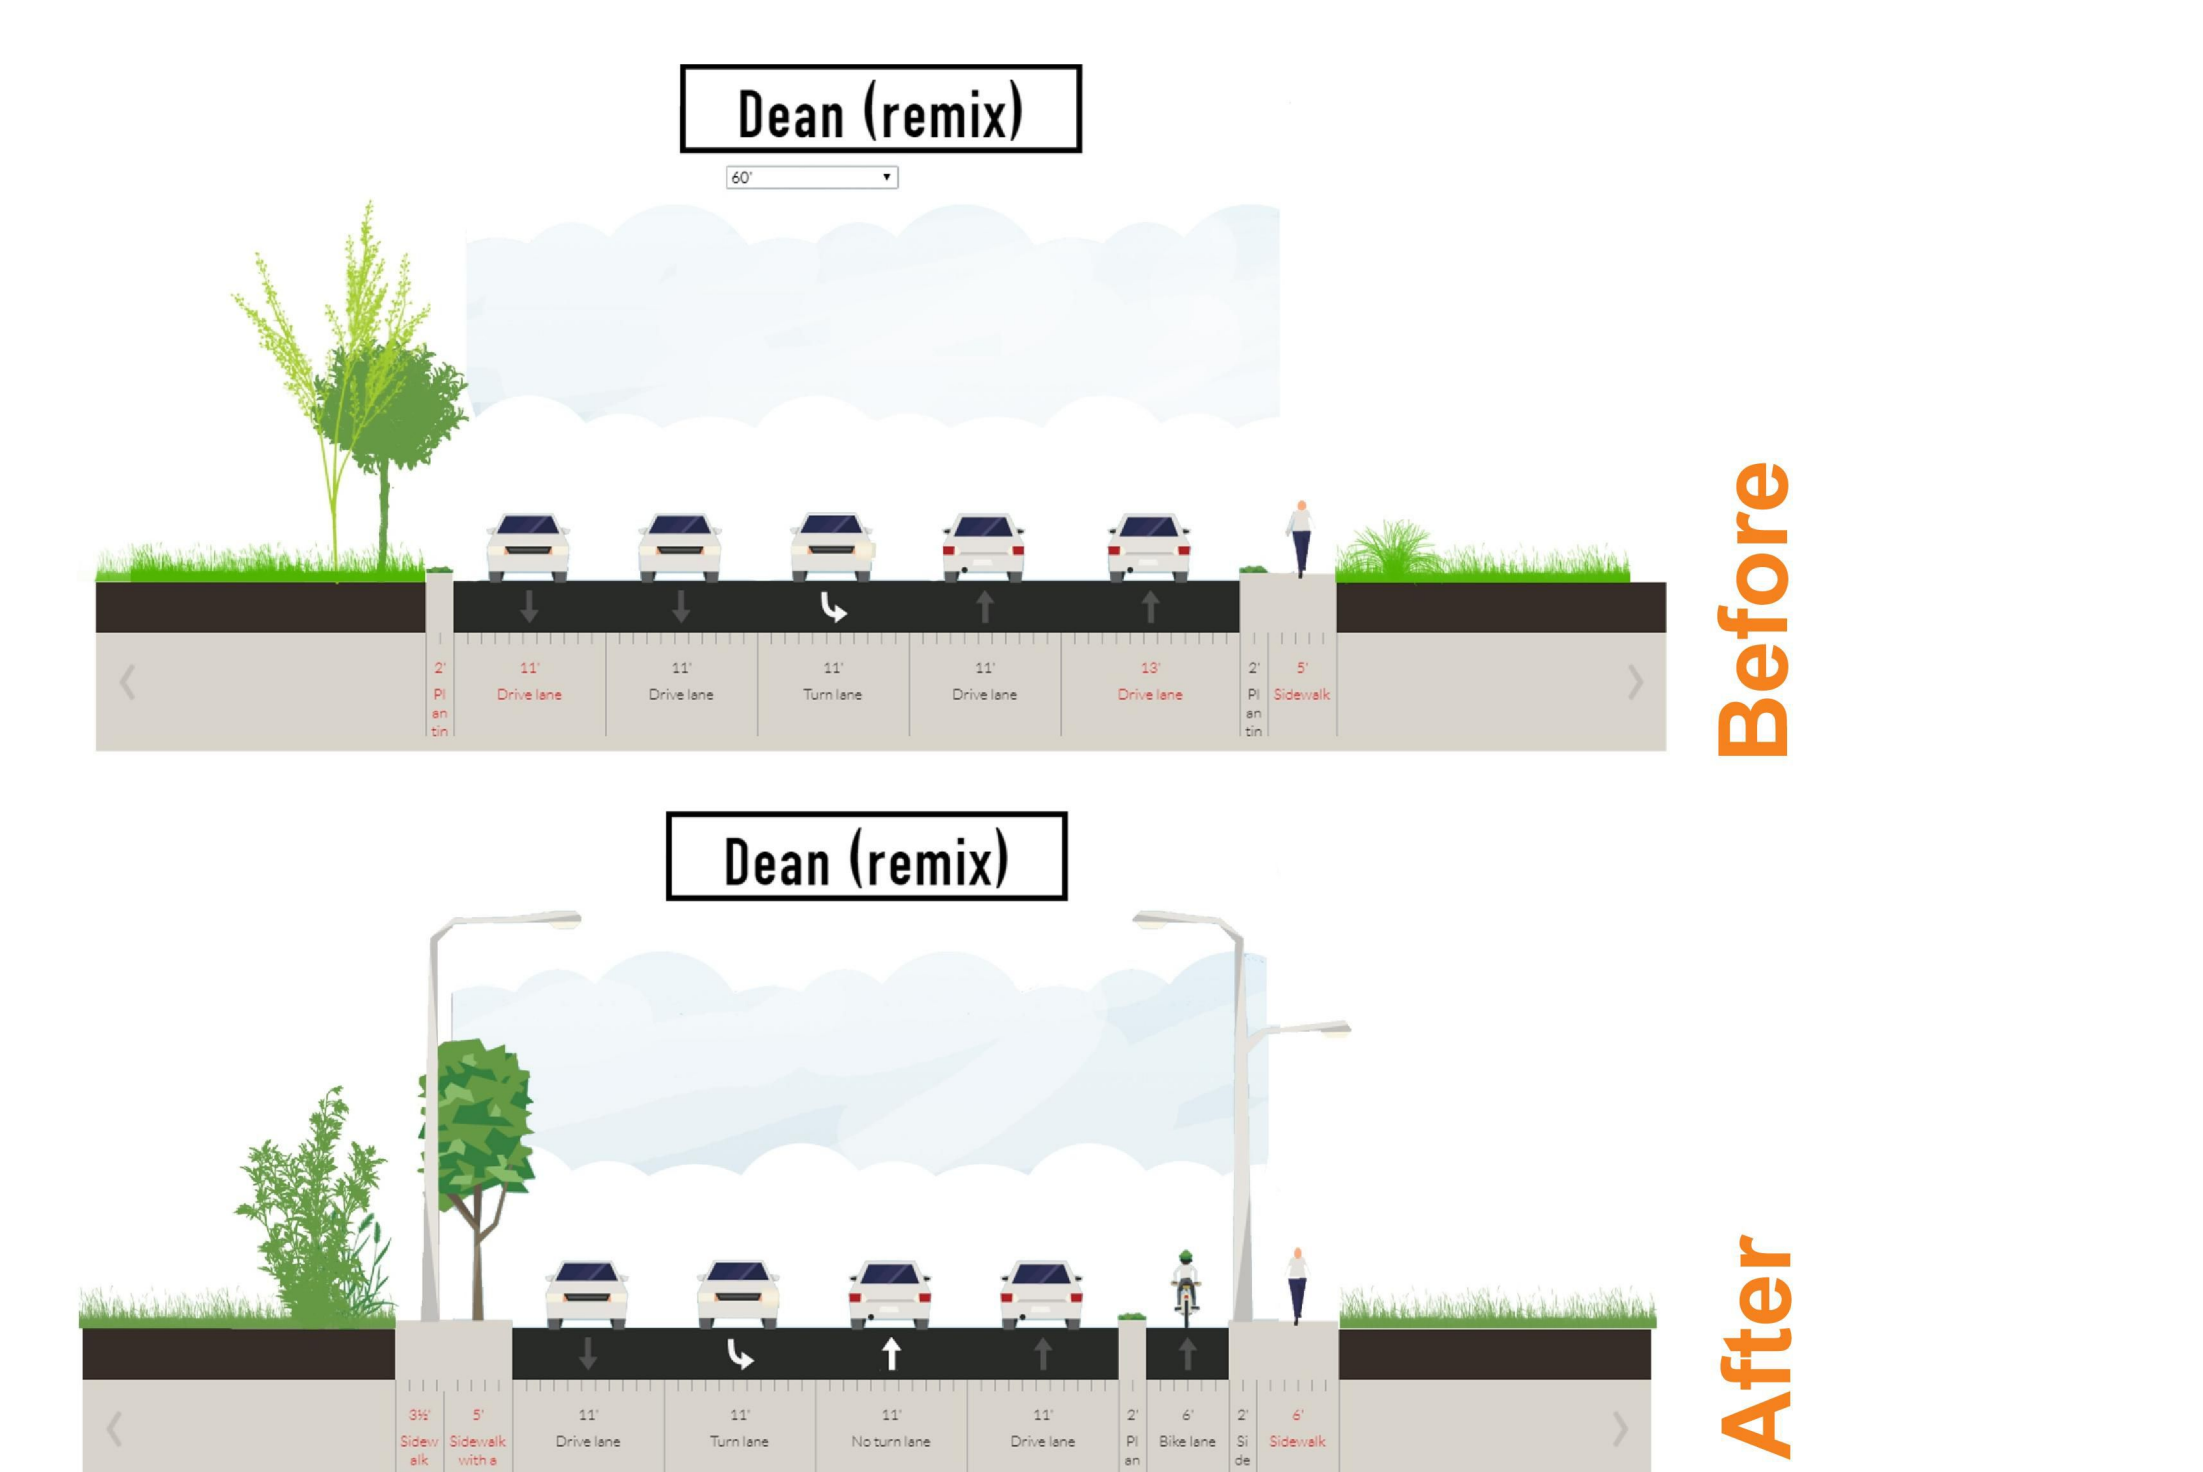 Dean (remix)
60'
2' 11' 11' 11' 11' 13' 2' 5'
Pl Drive lane Drive lane Turn lane Drive lane Drive lane Pl Sidewalk
an an
tin tin
Before
Dean (remix)
3½' 5' 11' 11' 11' 11' 2' 6' 2' 6'
Sidew Sidewalk Drive lane Turn lane No turn lane Drive lane Pl Bike lane Si Sidewalk
alk with a an de
After